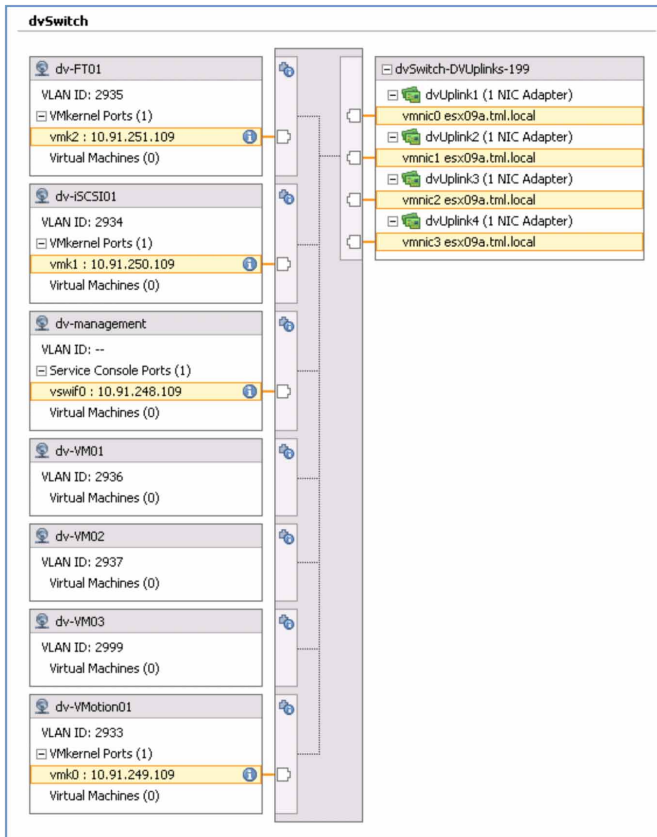 dvSwitch
dv-FT01
VLAN ID: 2935
VMkernel Ports (1)
vmk2 : 10.91.251.109
Virtual Machines (0)
dv-iSCSI01
VLAN ID: 2934
VMkernel Ports (1)
vmk1 : 10.91.250.109
Virtual Machines (0)
dv-management
VLAN ID: --
Service Console Ports (1)
vswif0 : 10.91.248.109
Virtual Machines (0)
dv-VM01
VLAN ID: 2936
Virtual Machines (0)
dv-VM02
VLAN ID: 2937
Virtual Machines (0)
dv-VM03
VLAN ID: 2999
Virtual Machines (0)
dv-VMotion01
VLAN ID: 2933
VMkernel Ports (1)
vmk0 : 10.91.249.109
Virtual Machines (0)
dvSwitch-DVUplinks-199
dvUplink1 (1 NIC Adapter)
vmnic0 esx09a.tml.local
dvUplink2 (1 NIC Adapter)
vmnic1 esx09a.tml.local
dvUplink3 (1 NIC Adapter)
vmnic2 esx09a.tml.local
dvUplink4 (1 NIC Adapter)
vmnic3 esx09a.tml.local